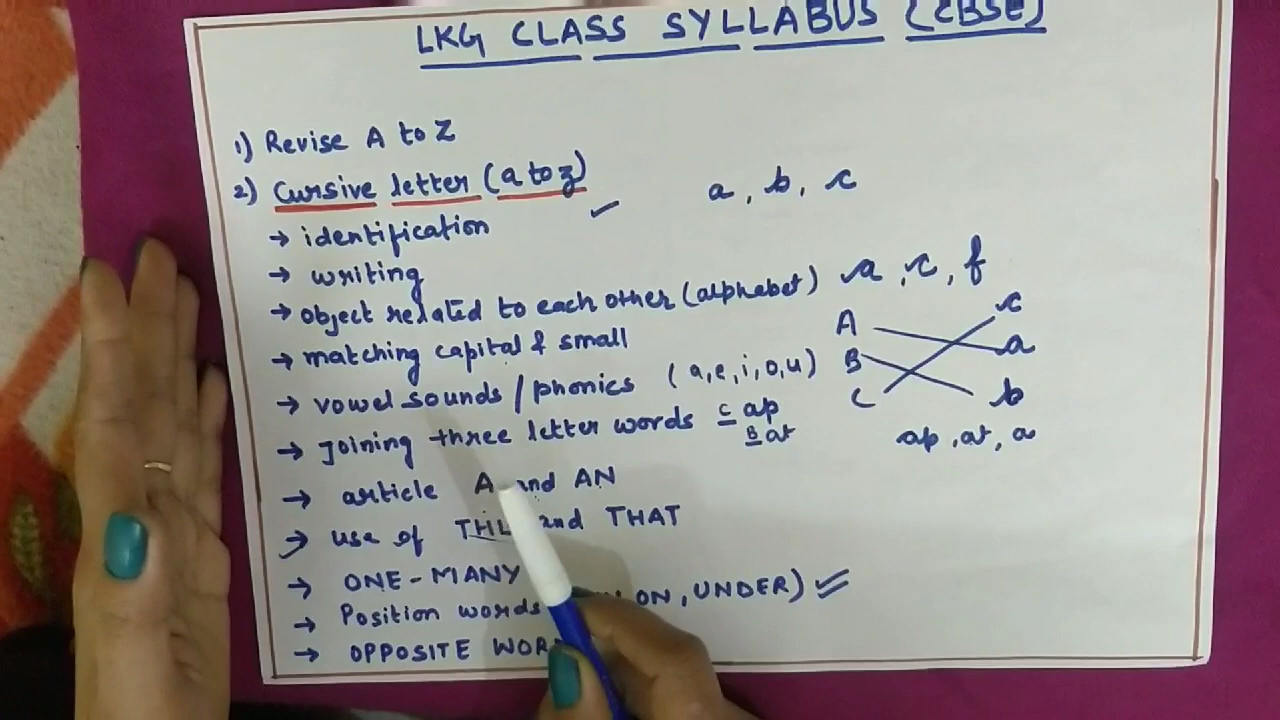 LKG CLASS SYLLABUS (CBSE)
1) Revise A to Z
2) Cursive letter (a to z)
a, b, c
→ identification
→ writing
→ object related to each other (alphabet) a, c, f
→ matching capital & small
A c
B a
C b
→ vowel sounds / phonics (a, e, i, o, u)
→ Joining three letter words C ap
B at
ap, at, a
→ article A and AN
→ use of and THAT
→ ONE - MANY
→ Position words ON, UNDER)
→ OPPOSITE